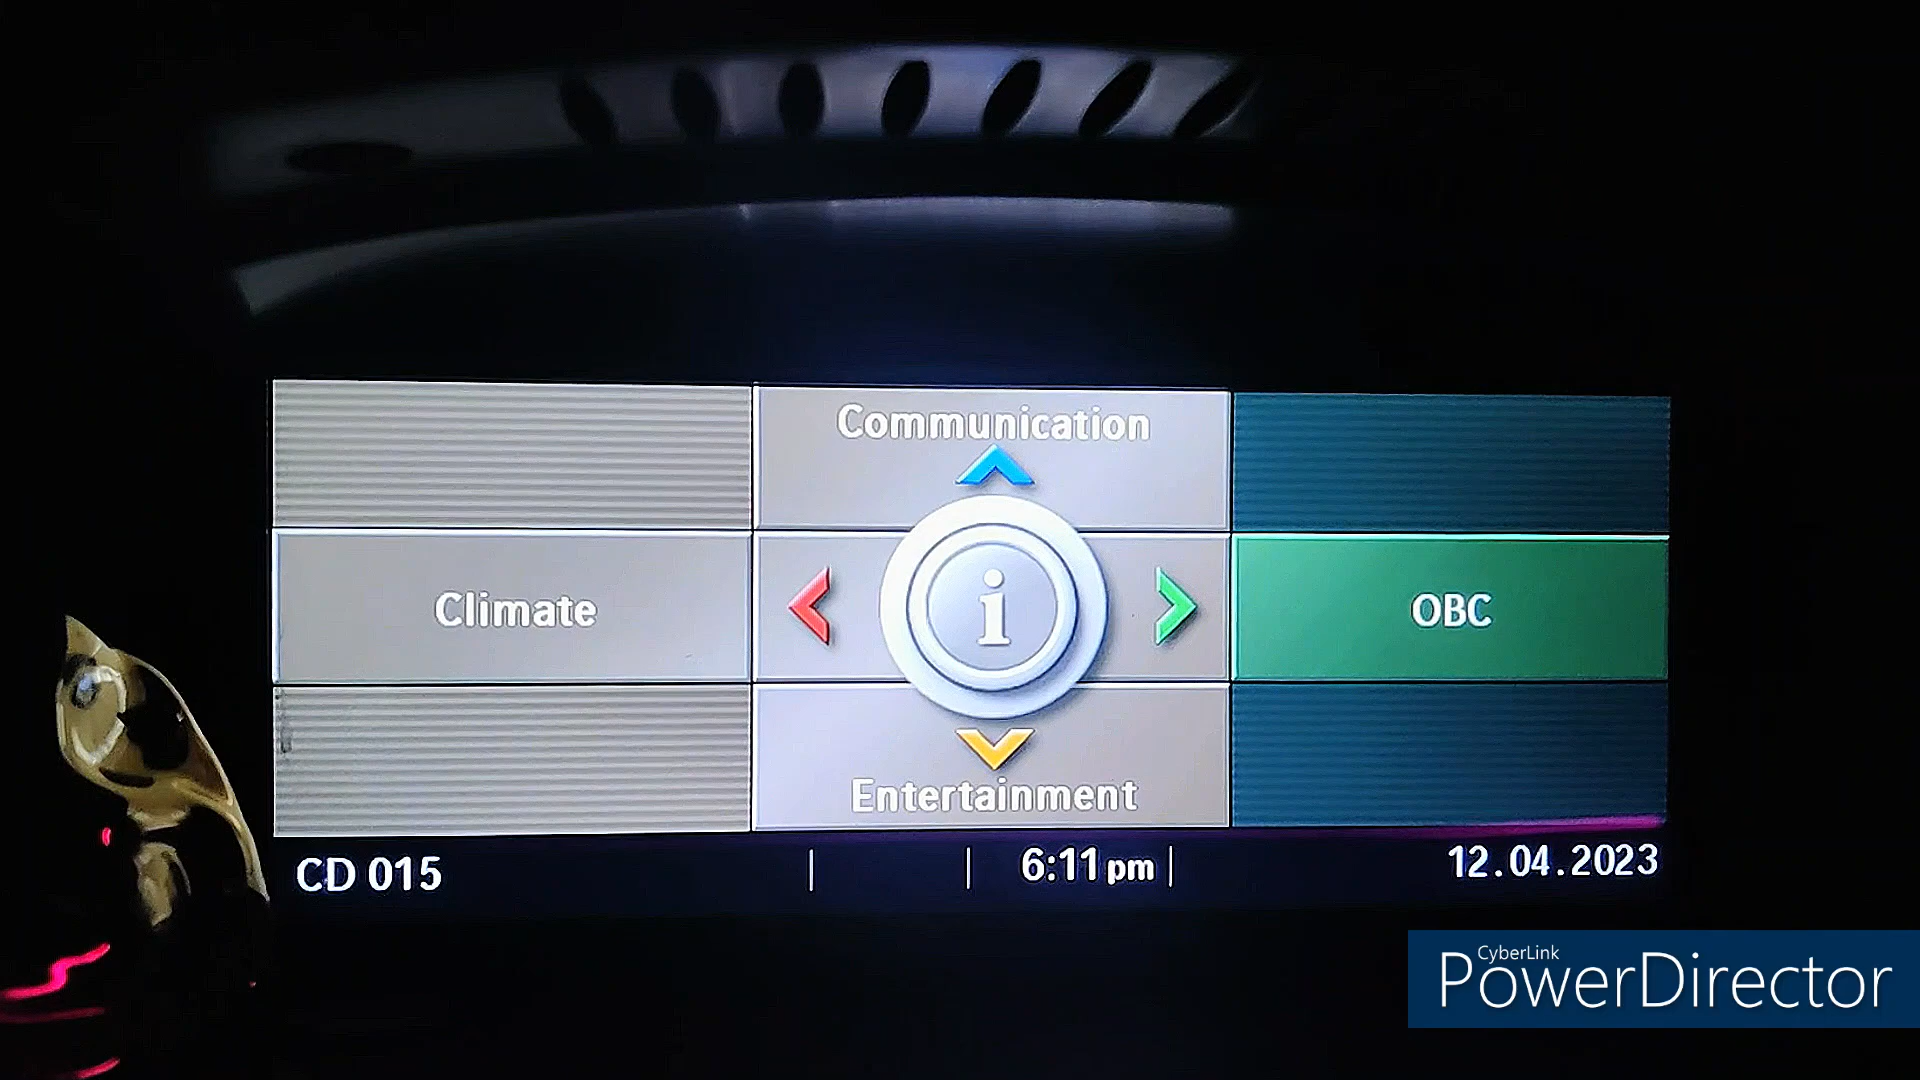 Communication
Climate
i
OBC
Entertainment
CD 015
6:11 pm
12.04.2023
CyberLink
PowerDirector